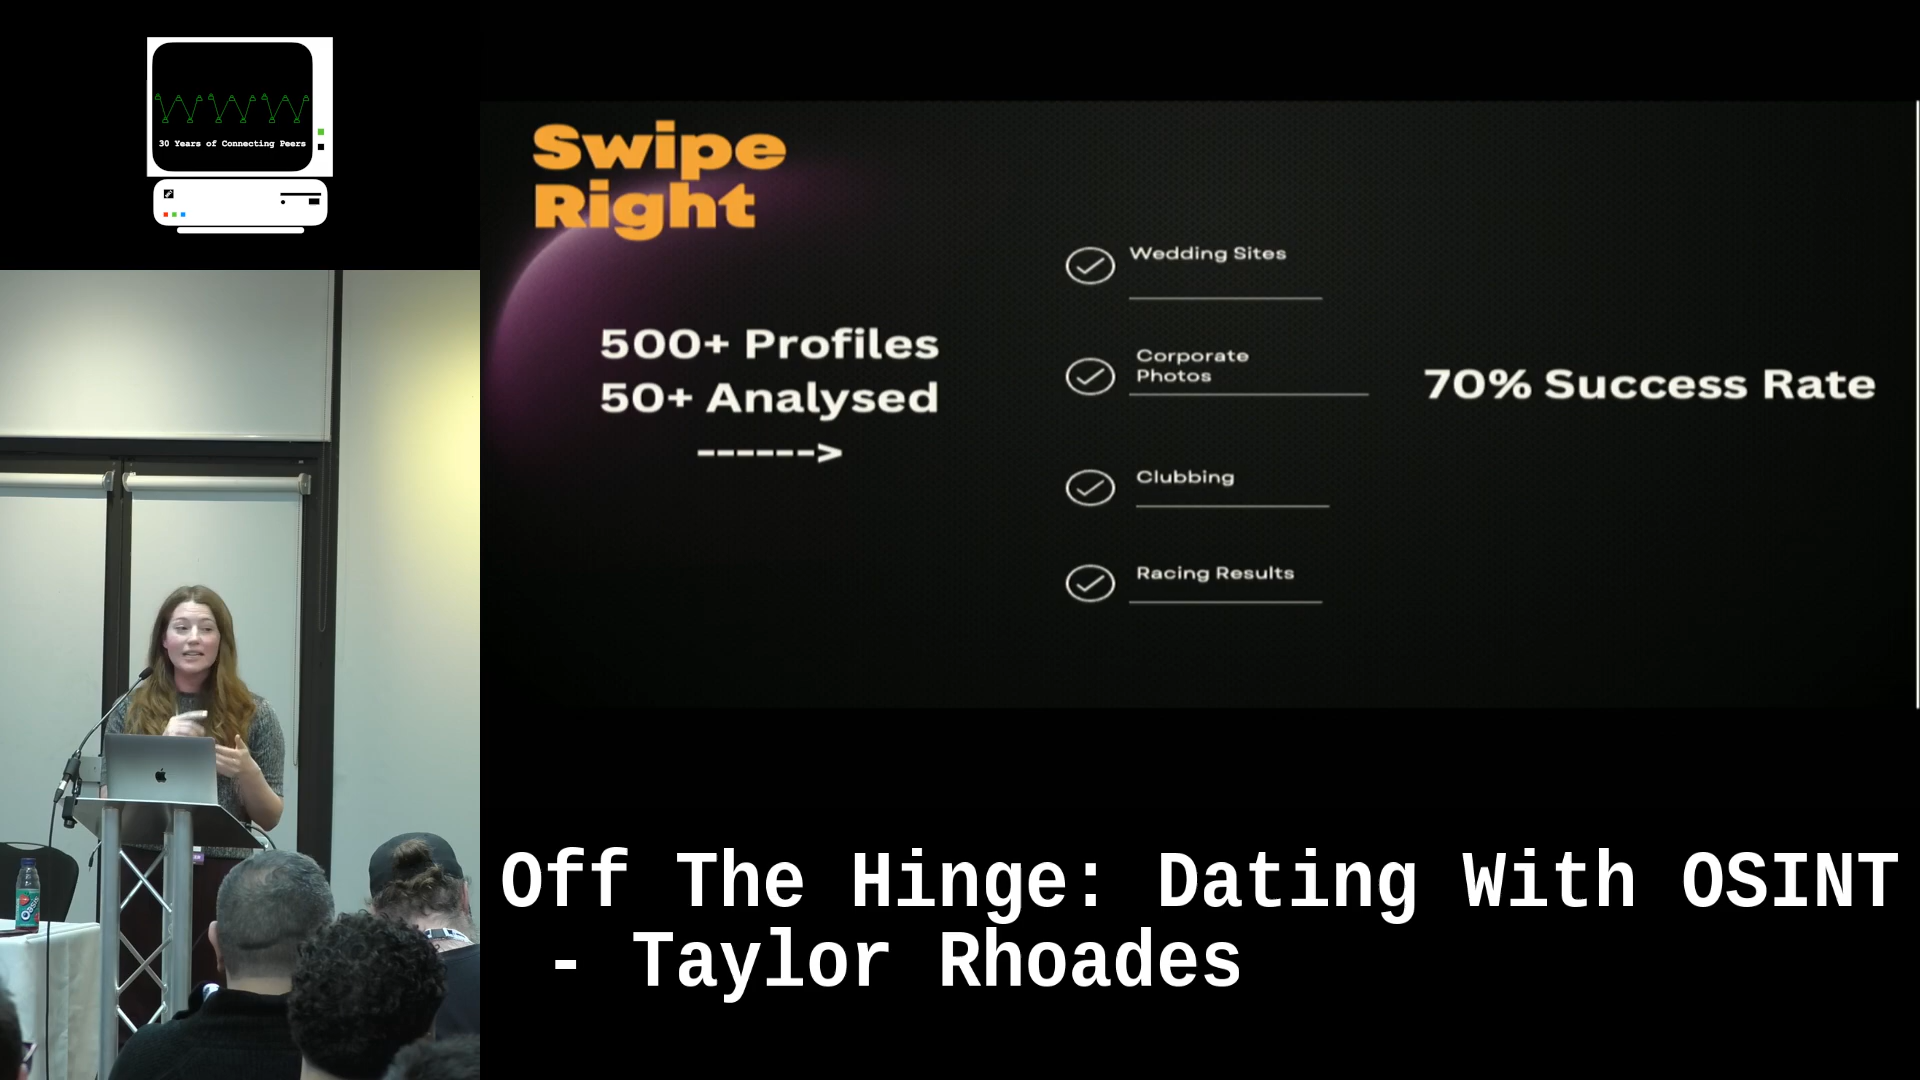 30 Years of Connecting Peers
Swipe
Right
500+ Profiles
50+ Analysed
------>
Wedding Sites
Corporate
Photos
Clubbing
Racing Results
70% Success Rate
Off The Hinge: Dating With OSINT
- Taylor Rhoades
Oasis